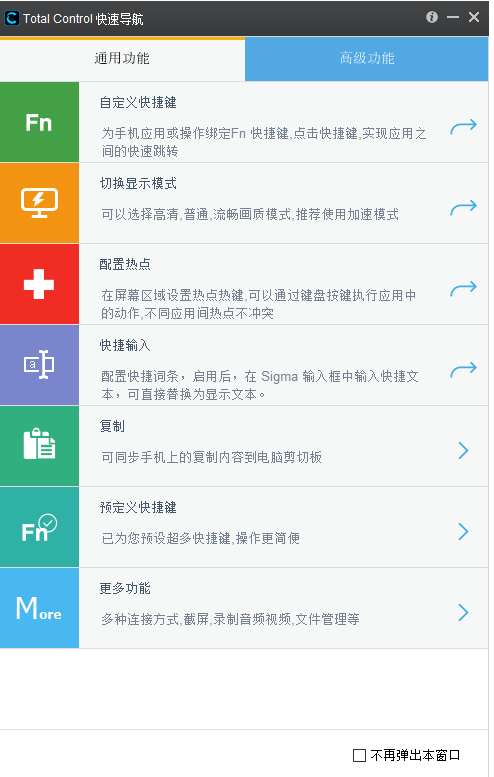 Total Control 快速导航
通用功能
高级功能
Fn
自定义快捷键
为手机应用或操作绑定Fn 快捷键,点击快捷键,实现应用之
间的快速跳转
切换显示模式
可以选择高清,普通,流畅画质模式,推荐使用加速模式
配置热点
在屏幕区域设置热点热键,可以通过键盘按键执行应用中
的动作,不同应用间热点不冲突
a
快捷输入
配置快捷词条，启用后，在 Sigma 输入框中输入快捷文
本，可直接替换为显示文本。
复制
可同步手机上的复制内容到电脑剪切板
Fn
预定义快捷键
已为您预设超多快捷键,操作更简便
More
更多功能
多种连接方式,截屏,录制音频视频,文件管理等
不再弹出本窗口